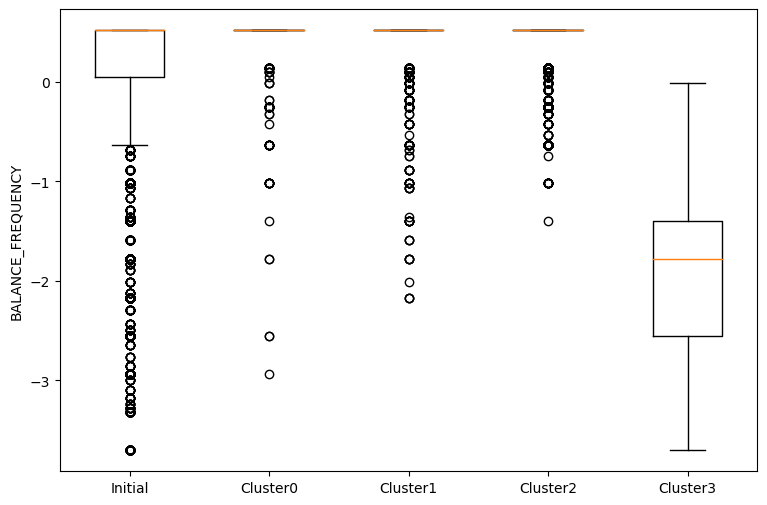 BALANCE_FREQUENCY
0
−1
−2
−3
Initial
Cluster0
Cluster1
Cluster2
Cluster3